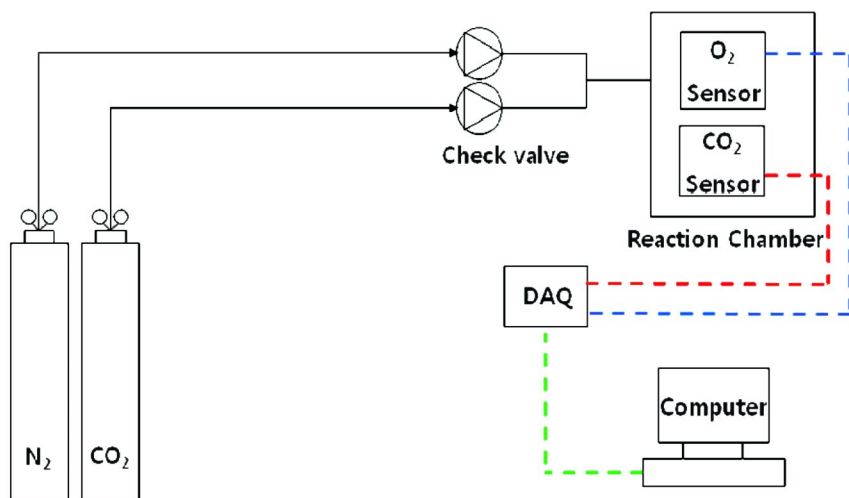 O₂
Sensor
CO₂
Sensor
Check valve
Reaction Chamber
DAQ
Computer
N₂
CO₂